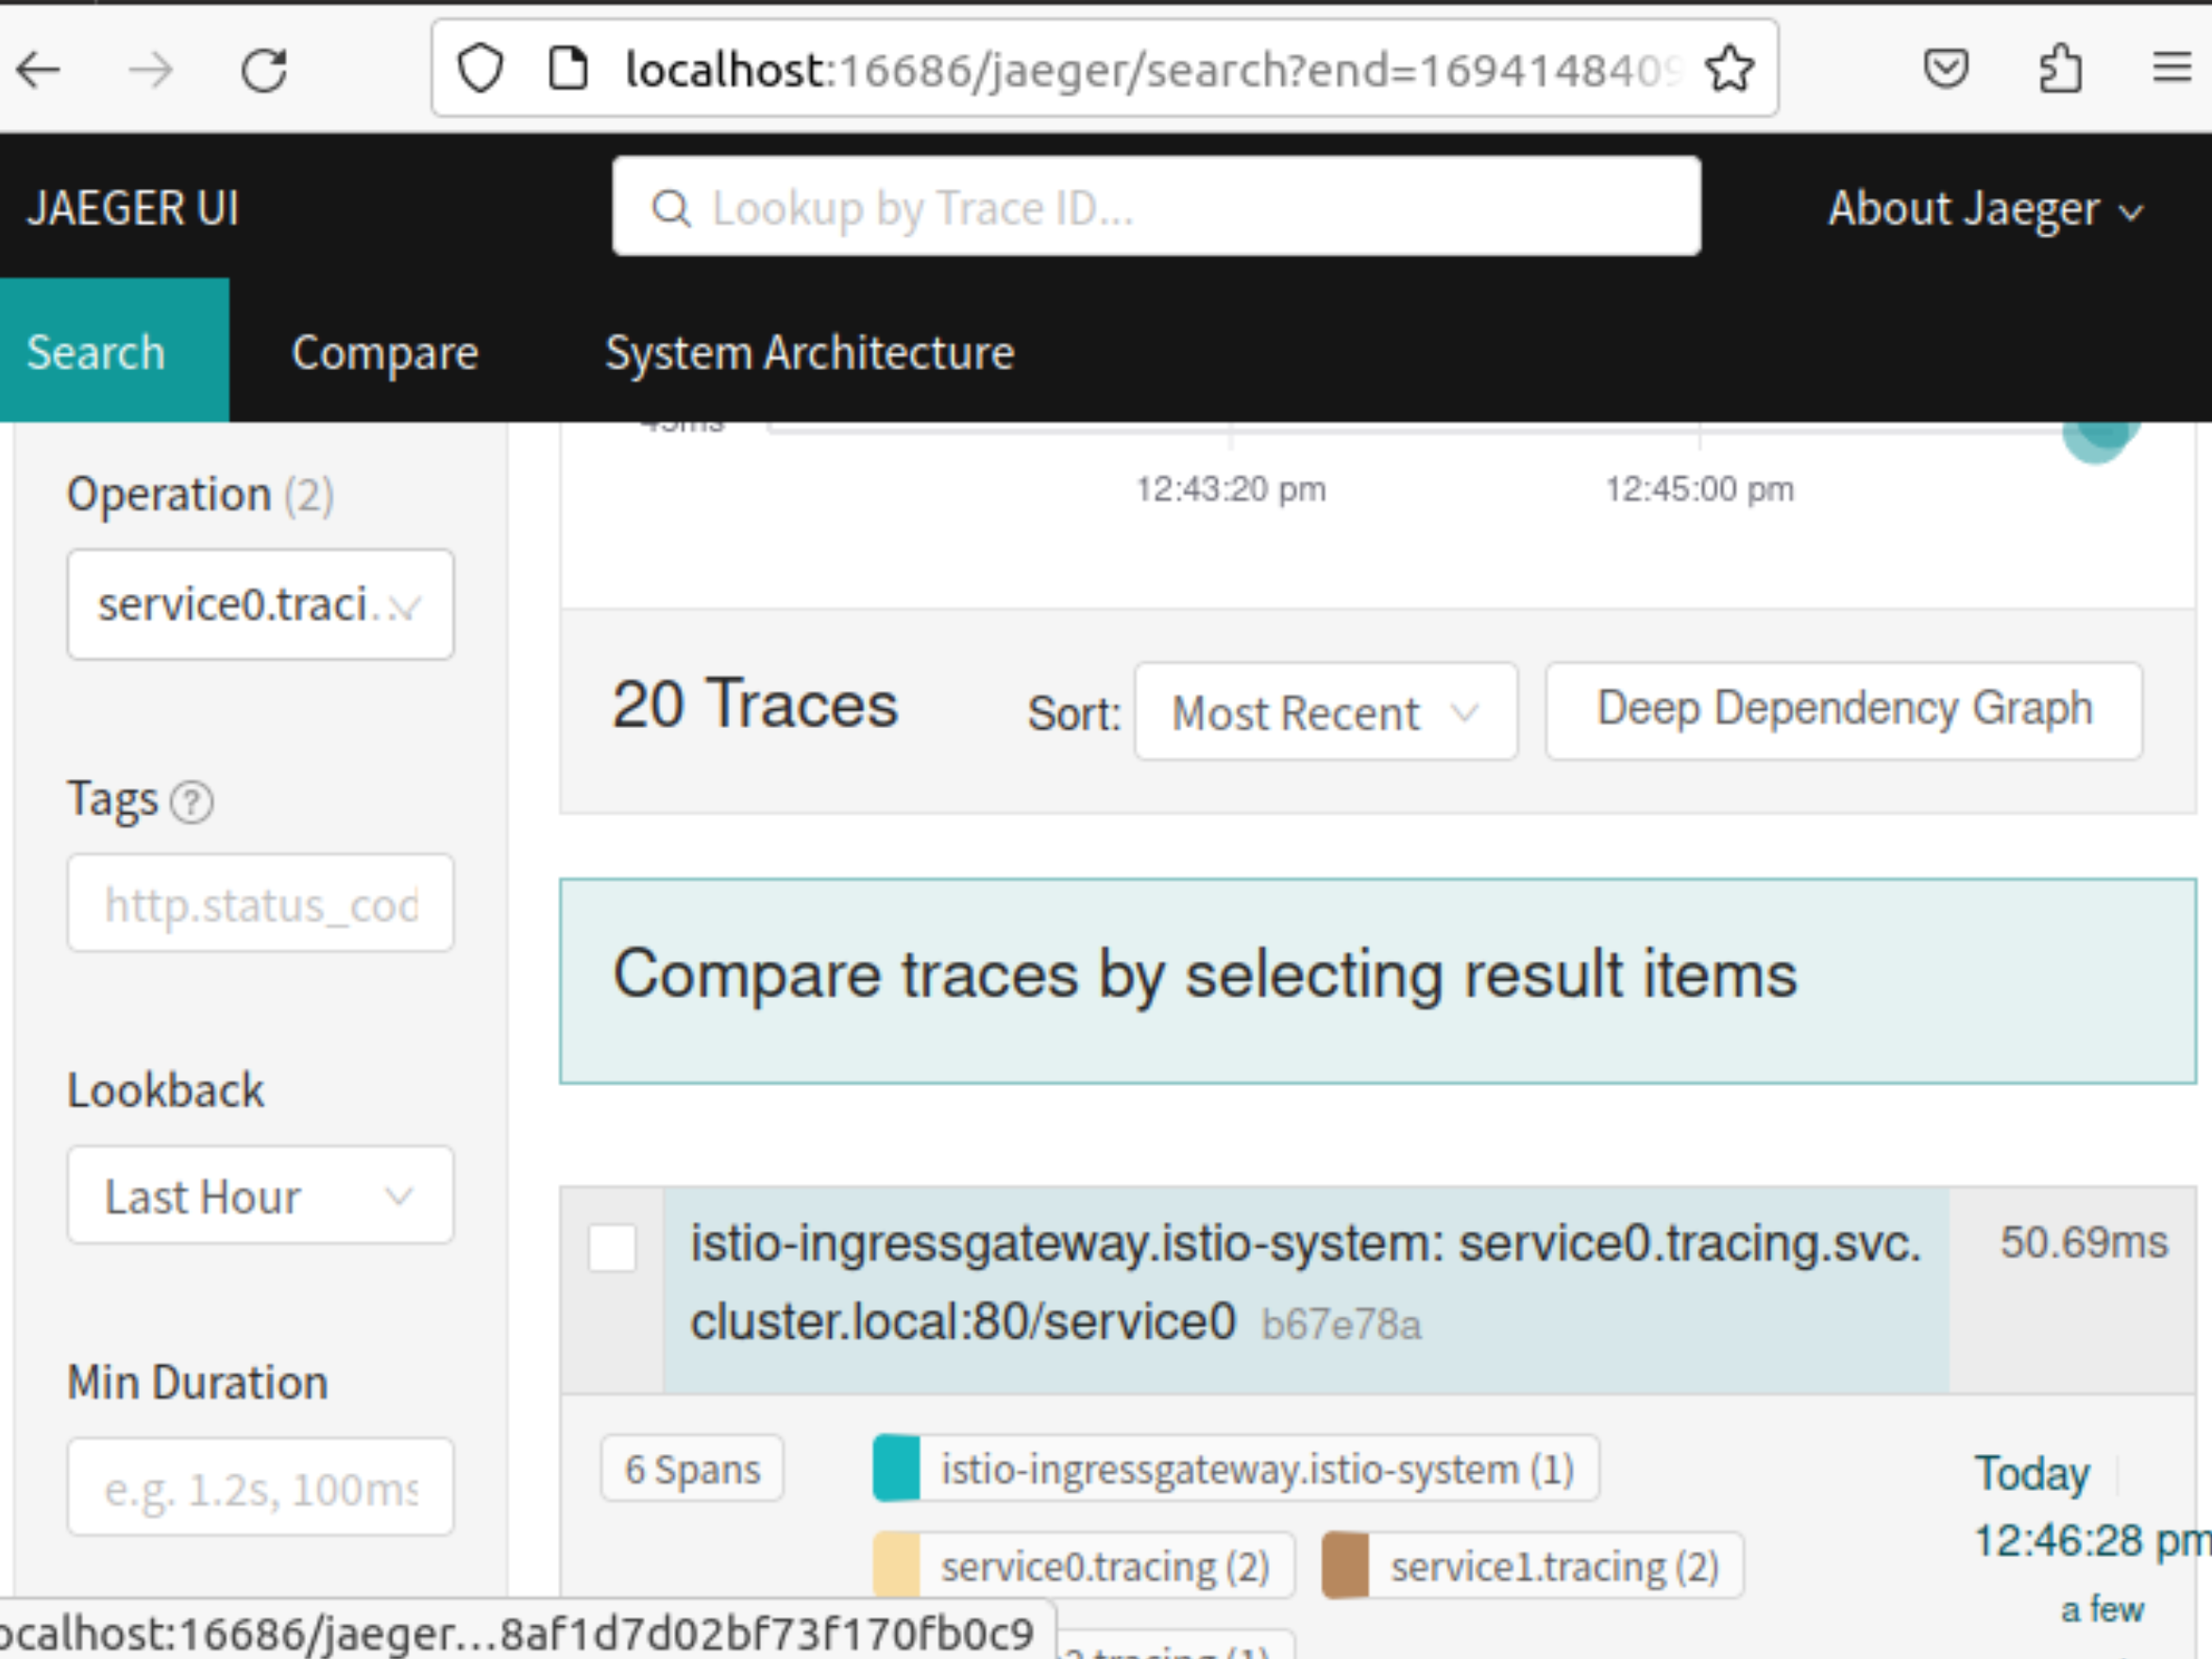 localhost:16686/jaeger/search?end=169414840
JAEGER UI
Lookup by Trace ID...
About Jaeger
Search
Compare
System Architecture
12:43:20 pm
12:45:00 pm
Operation (2)
service0.traci...
20 Traces
Sort:
Most Recent
Deep Dependency Graph
Tags ?
http.status_cod
Compare traces by selecting result items
Lookback
Last Hour
istio-ingressgateway.istio-system: service0.tracing.svc.
cluster.local:80/service0 b67e78a
50.69ms
Min Duration
e.g. 1.2s, 100ms
6 Spans
istio-ingressgateway.istio-system (1)
service0.tracing (2)
service1.tracing (2)
Today
12:46:28 pm
a few
ocalhost:16686/jaeger...8af1d7d02bf73f170fb0c9